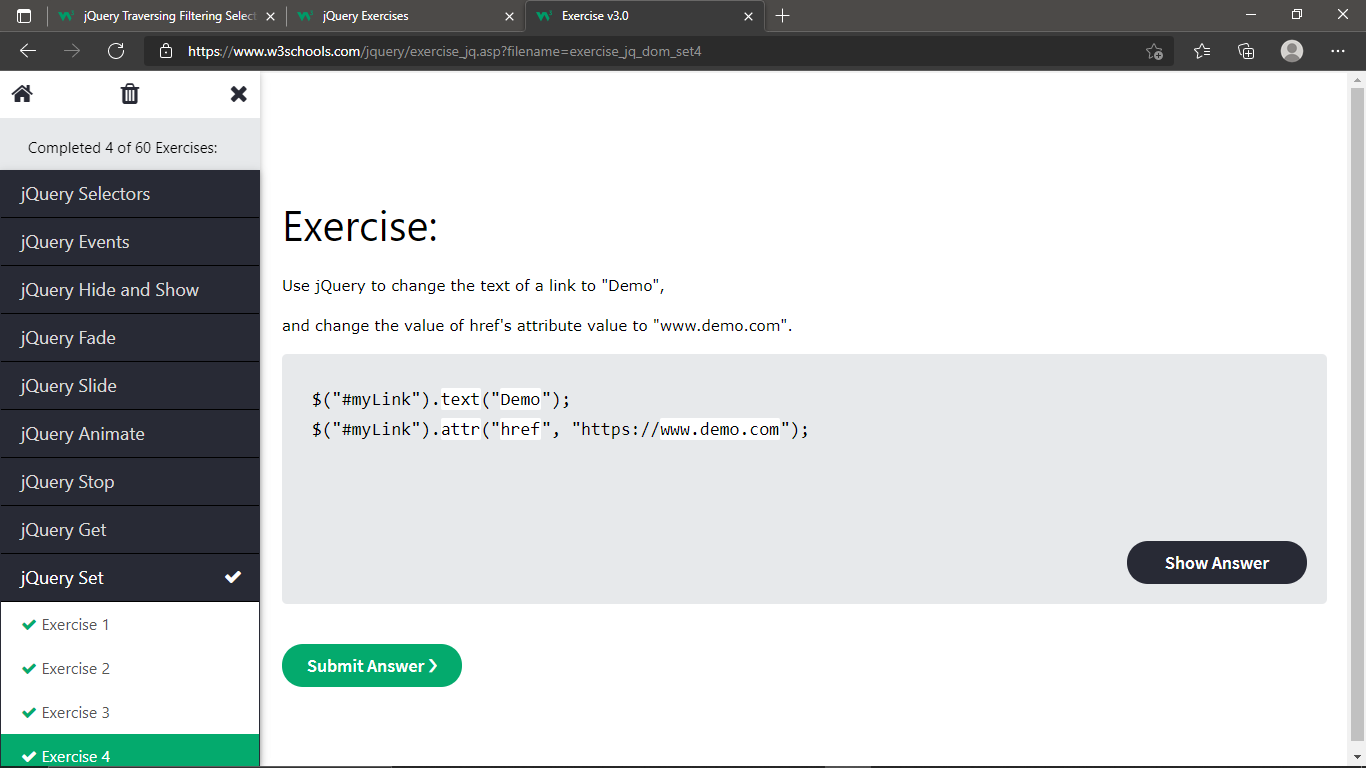 jQuery Traversing Filtering Select
jQuery Exercises
Exercise v3.0
https://www.w3schools.com/jquery/exercise_jq.asp?filename=exercise_jq_dom_set4
Completed 4 of 60 Exercises:
jQuery Selectors
jQuery Events
jQuery Hide and Show
jQuery Fade
jQuery Slide
jQuery Animate
jQuery Stop
jQuery Get
jQuery Set
Exercise 1
Exercise 2
Exercise 3
Exercise 4
Exercise:
Use jQuery to change the text of a link to "Demo",
and change the value of href's attribute value to "www.demo.com".
$("#myLink").text("Demo");
$("#myLink").attr("href", "https://www.demo.com");
Show Answer
Submit Answer ❯